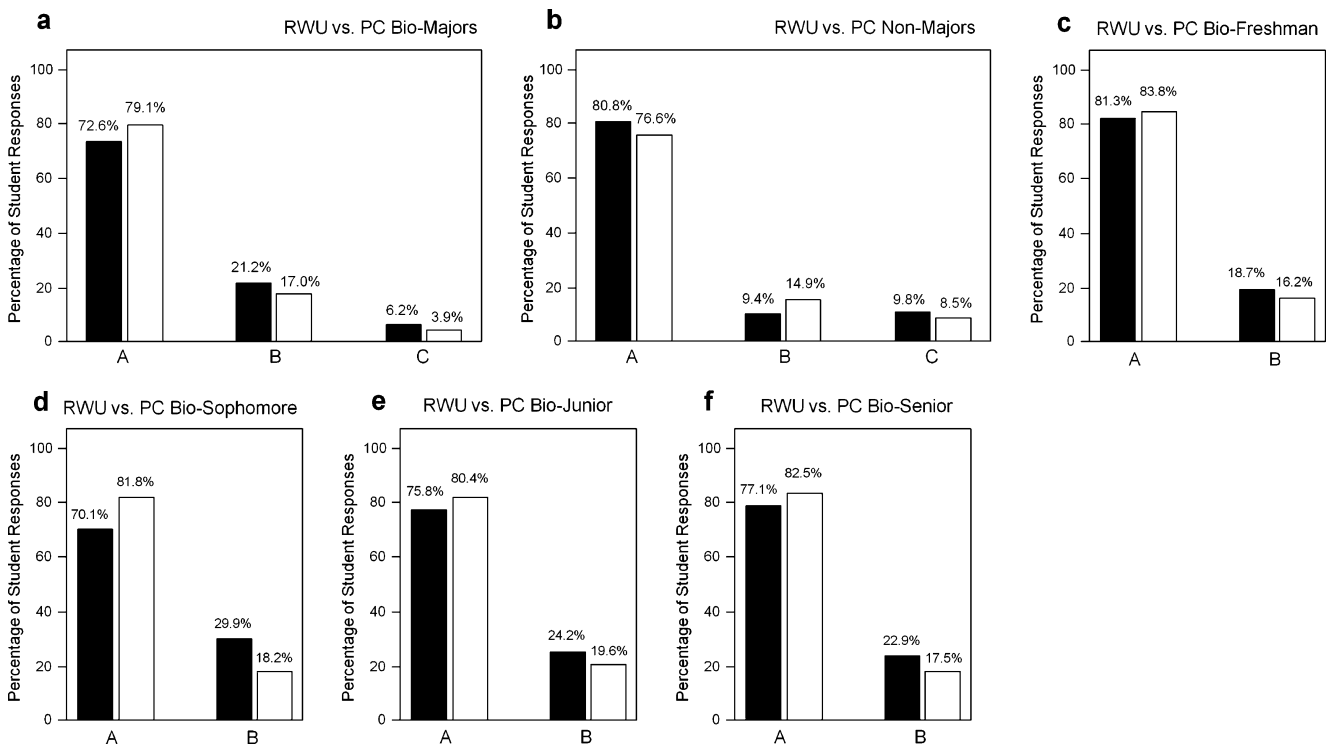 a
RWU vs. PC Bio-Majors
Percentage of Student Responses
100
80
60
40
20
0
72.6%
79.1%
21.2%
17.0%
6.2%
3.9%
A
B
C
b
RWU vs. PC Non-Majors
Percentage of Student Responses
100
80
60
40
20
0
80.8%
76.6%
9.4%
14.9%
9.8%
8.5%
A
B
C
c
RWU vs. PC Bio-Freshman
Percentage of Student Responses
100
80
60
40
20
0
81.3%
83.8%
18.7%
16.2%
A
B
d
RWU vs. PC Bio-Sophomore
Percentage of Student Responses
100
80
60
40
20
0
70.1%
81.8%
29.9%
18.2%
A
B
e
RWU vs. PC Bio-Junior
Percentage of Student Responses
100
80
60
40
20
0
75.8%
80.4%
24.2%
19.6%
A
B
f
RWU vs. PC Bio-Senior
Percentage of Student Responses
100
80
60
40
20
0
77.1%
82.5%
22.9%
17.5%
A
B